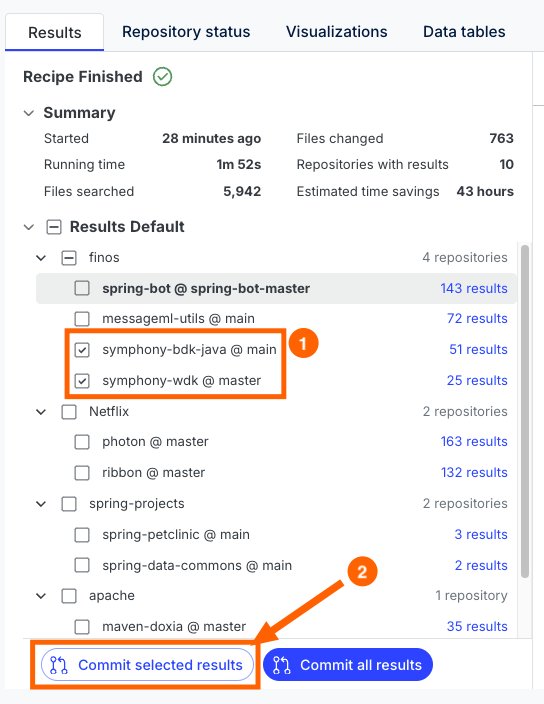 Results Repository status Visualizations Data tables
Recipe Finished
Summary
Started 28 minutes ago Files changed 763
Running time 1m 52s Repositories with results 10
Files searched 5,942 Estimated time savings 43 hours
Results Default
finos 4 repositories
spring-bot @ spring-bot-master 143 results
messageml-utils @ main 72 results
symphony-bdk-java @ main 51 results
1
symphony-wdk @ master 25 results
Netflix 2 repositories
photon @ master 163 results
ribbon @ master 132 results
spring-projects 2 repositories
spring-petclinic @ main 3 results
spring-data-commons @ main 2 results
2
apache 1 repository
maven-doxia @ master 35 results
Commit selected results Commit all results